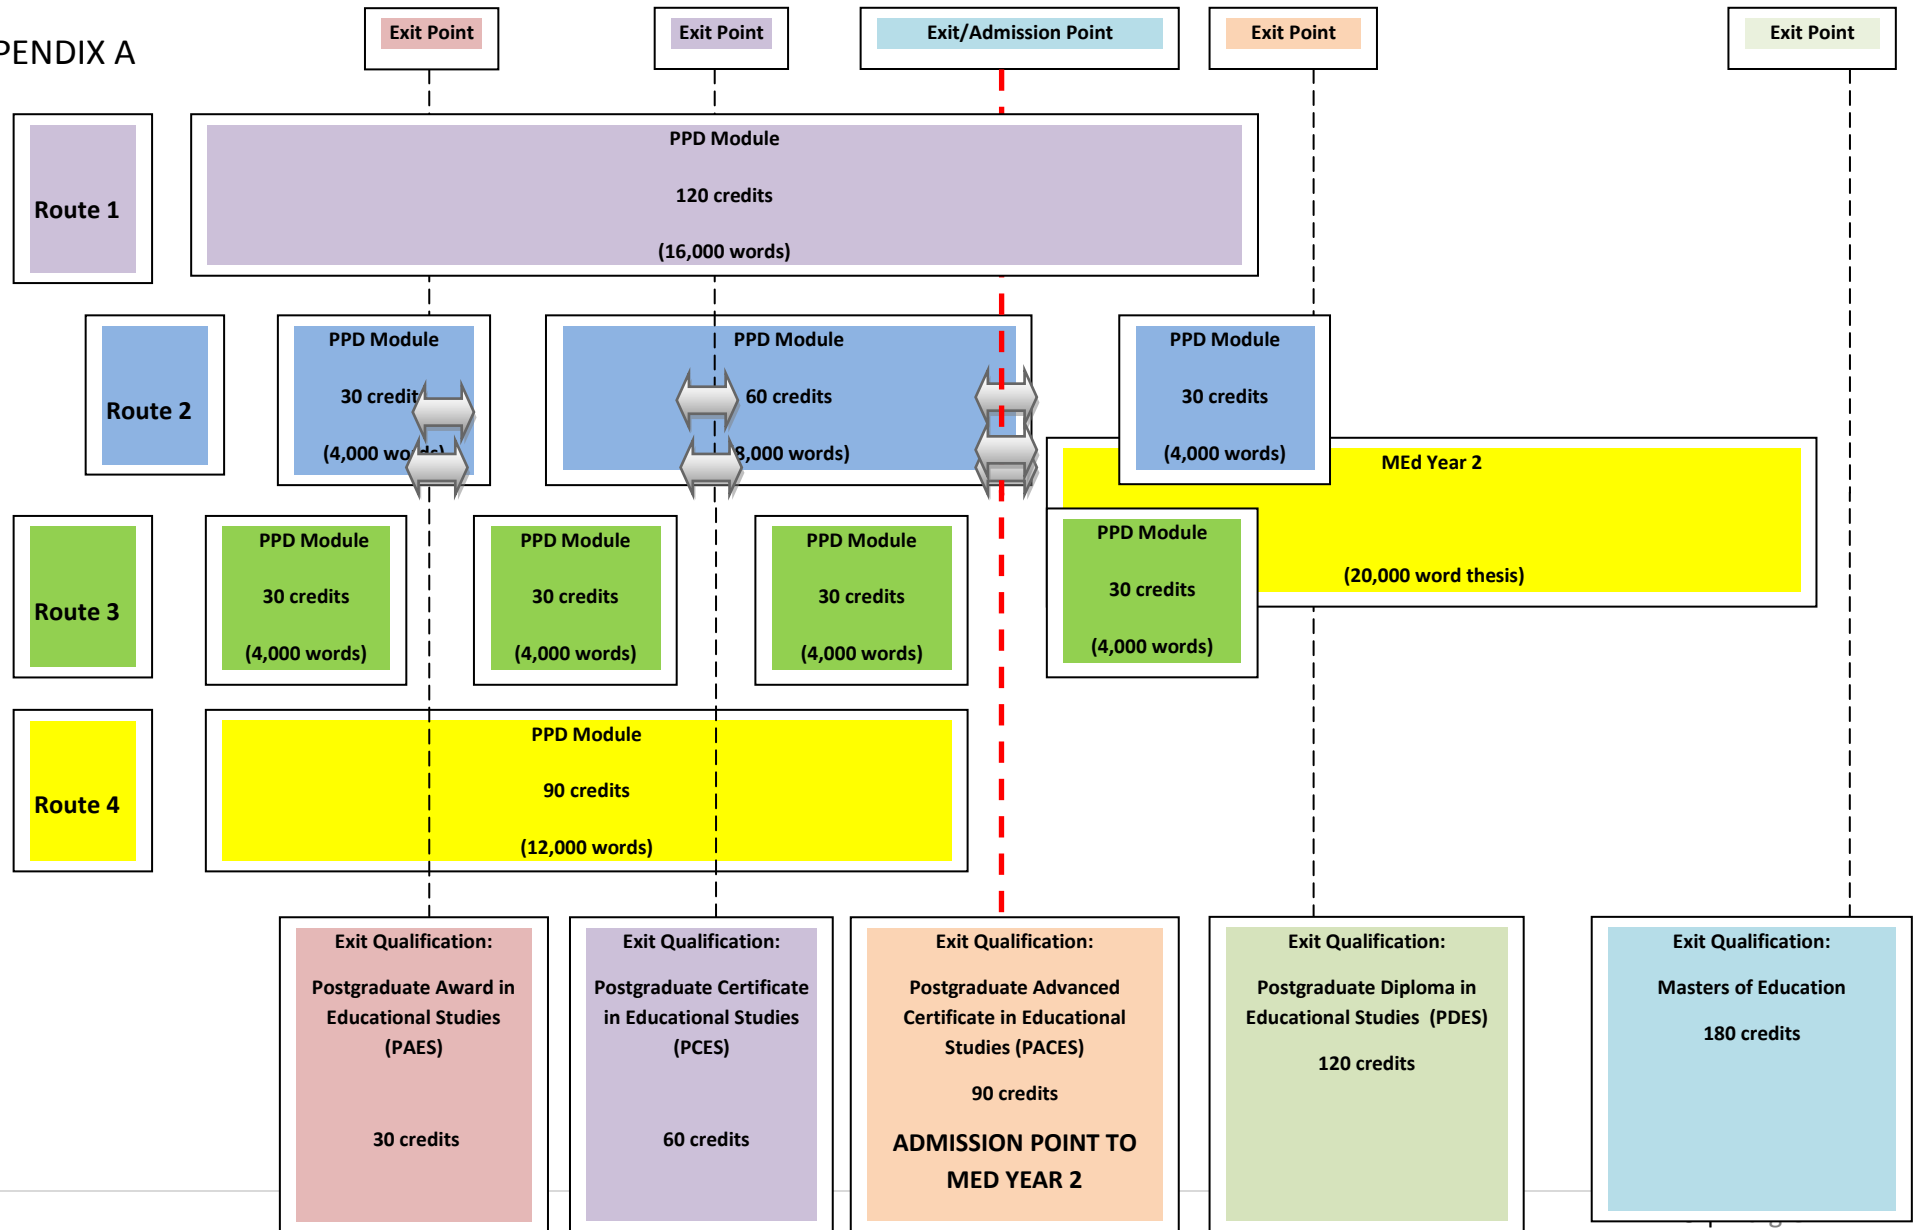 PENDIX A
Exit Point
Exit Point
Exit/Admission Point
Exit Point
Exit Point
Route 1
PPD Module
120 credits
(16,000 words)
Route 2
PPD Module
30 credit
(4,000 words)
PPD Module
60 credits
8,000 words)
PPD Module
30 credits
(4,000 words)
MEd Year 2
(20,000 word thesis)
Route 3
PPD Module
30 credits
(4,000 words)
PPD Module
30 credits
(4,000 words)
PPD Module
30 credits
(4,000 words)
PPD Module
30 credits
(4,000 words)
Route 4
PPD Module
90 credits
(12,000 words)
Exit Qualification:
Postgraduate Award in
Educational Studies
(PAES)
30 credits
Exit Qualification:
Postgraduate Certificate
in Educational Studies
(PCES)
60 credits
Exit Qualification:
Postgraduate Advanced
Certificate in Educational
Studies (PACES)
90 credits
ADMISSION POINT TO
MED YEAR 2
Exit Qualification:
Postgraduate Diploma in
Educational Studies (PDES)
120 credits
Exit Qualification:
Masters of Education
180 credits